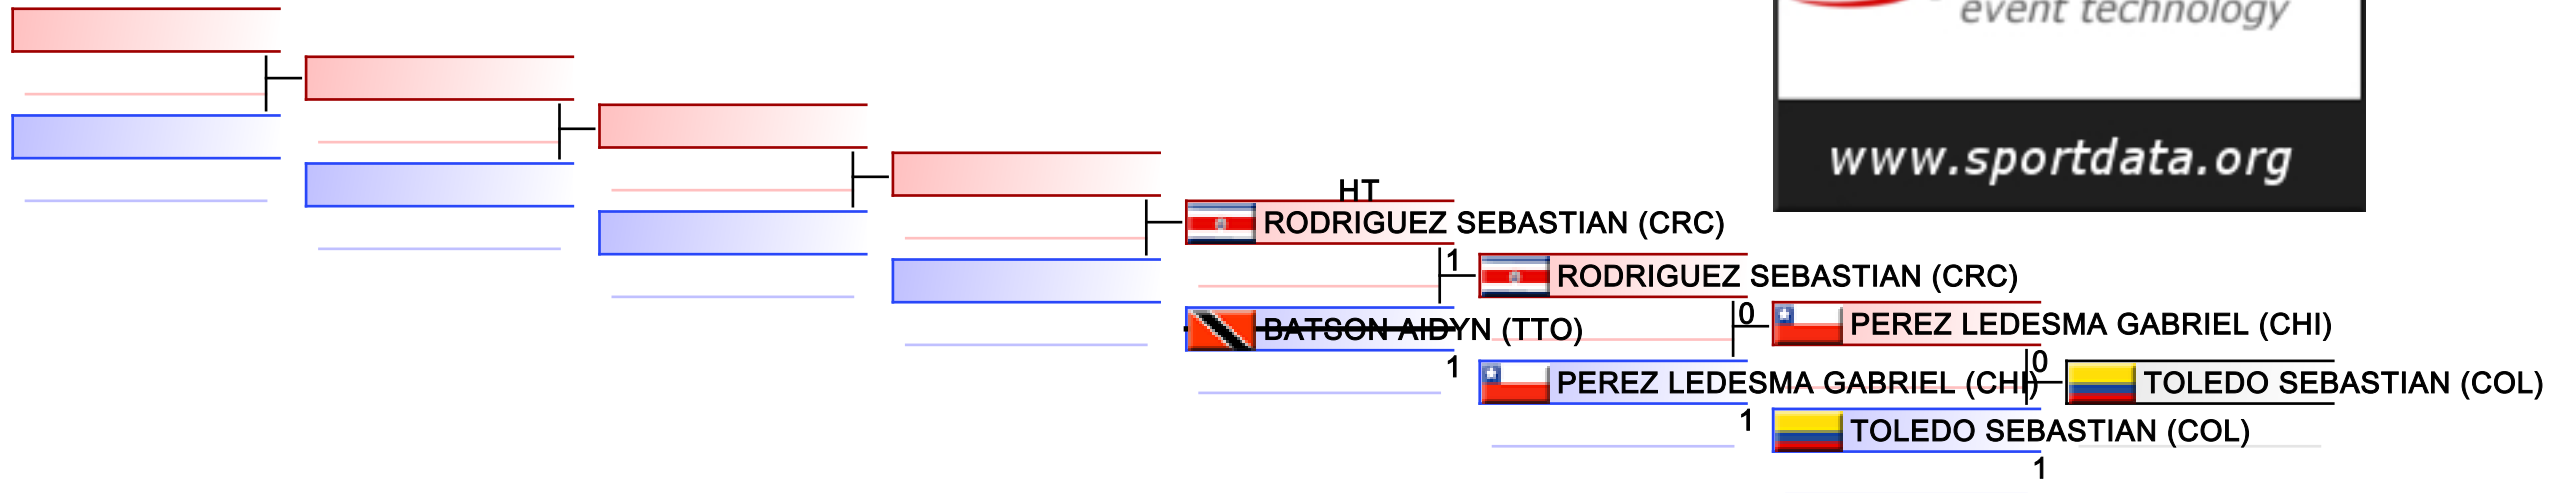 event technology
www.sportdata.org
HT
RODRIGUEZ SEBASTIAN (CRC)
1
RODRIGUEZ SEBASTIAN (CRC)
BATSON AIDYN (TTO)
1
0
PEREZ LEDESMA GABRIEL (CHI)
PEREZ LEDESMA GABRIEL (CHI)
1
0
TOLEDO SEBASTIAN (COL)
TOLEDO SEBASTIAN (COL)
1